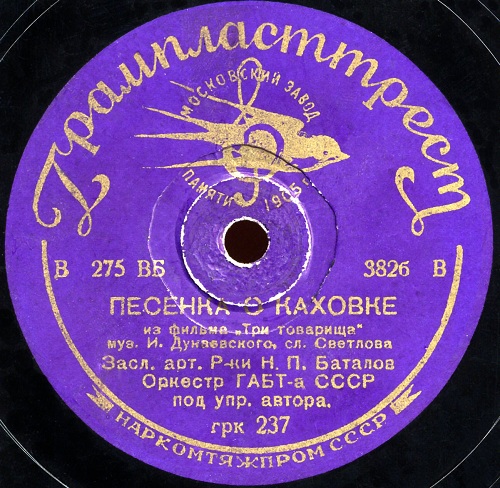 Грампласттрест
МОСКОВСКИЙ ЗАВОД
ПАМЯТИ 1905
В 275 ВБ
3826 В
ПЕСЕНКА О КАХОВКЕ
из фильма „Три товарища"
муз. И. Дунаевского, сл. Светлова
Засл. арт. Р-ки Н. П. Баталов
Оркестр ГАБТ-а СССР
под упр. автора.
грк 237
НАРКОМТЯЖПРОМ СССР